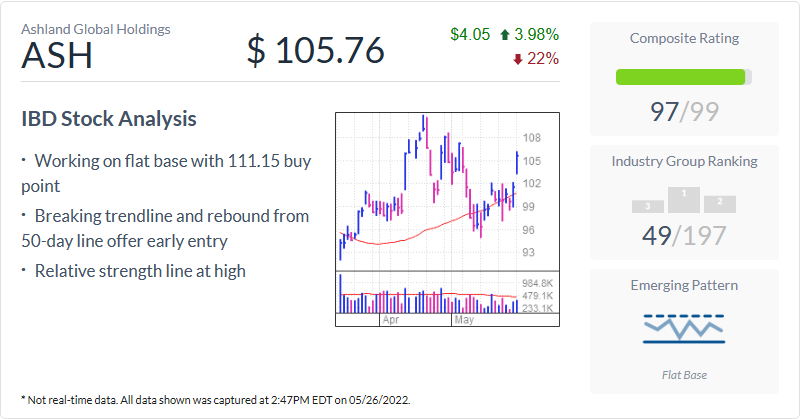 Ashland Global Holdings
ASH
$ 105.76
$4.05 3.98%
22%
IBD Stock Analysis
• Working on flat base with 111.15 buy
point
• Breaking trendline and rebound from
50-day line offer early entry
• Relative strength line at high
108
105
102
99
96
93
984.8K
479.1K
233.1K
Apr May
Composite Rating
97/99
Industry Group Ranking
3 1 2
49/197
Emerging Pattern
Flat Base
* Not real-time data. All data shown was captured at 2:47PM EDT on 05/26/2022.